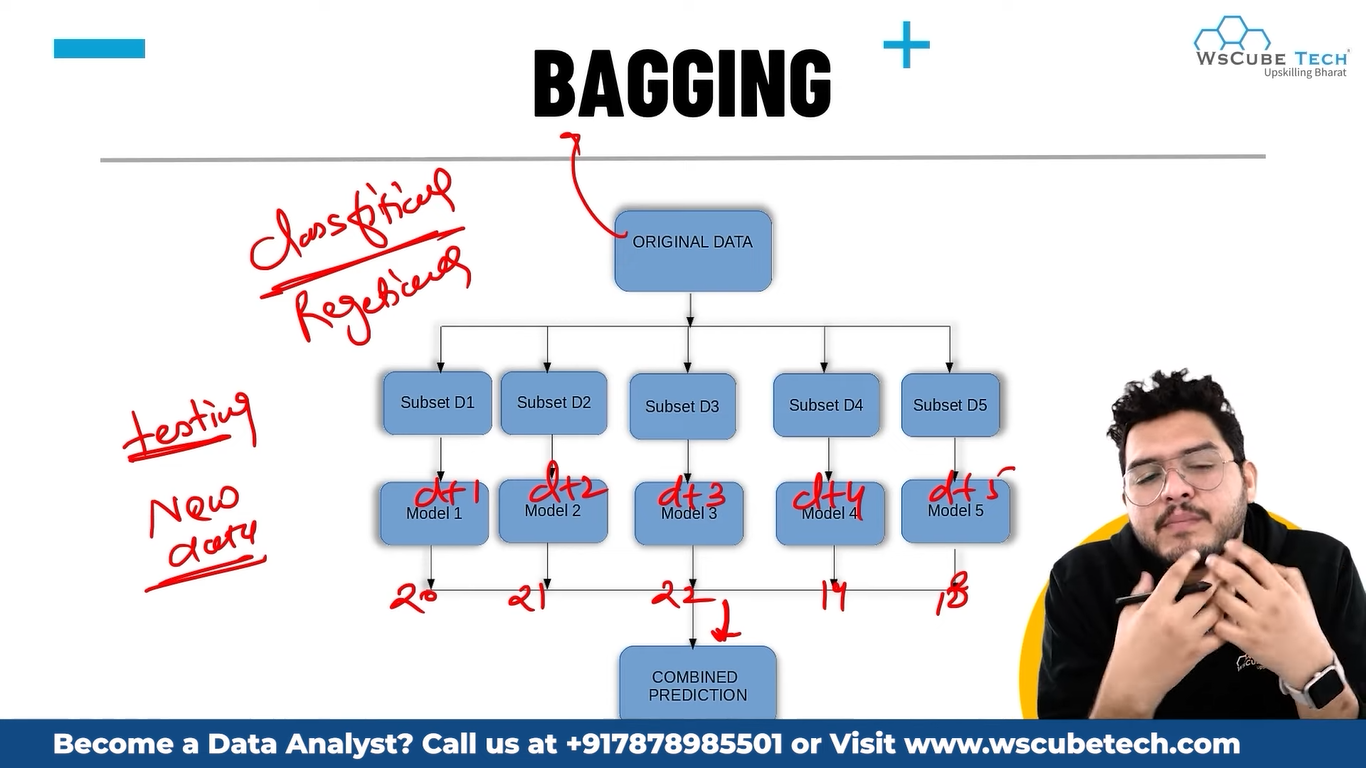 WsCube Tech
Upskilling Bharat
BAGGING
ORIGINAL DATA
Subset D1 Subset D2 Subset D3 Subset D4 Subset D5
testing
New
data
dt1 dt2 dt3 dt4 dt5
Model 1 Model 2 Model 3 Model 4 Model 5
20 21 22 14 18
COMBINED
PREDICTION
Become a Data Analyst? Call us at +917878985501 or Visit www.wscubetech.com